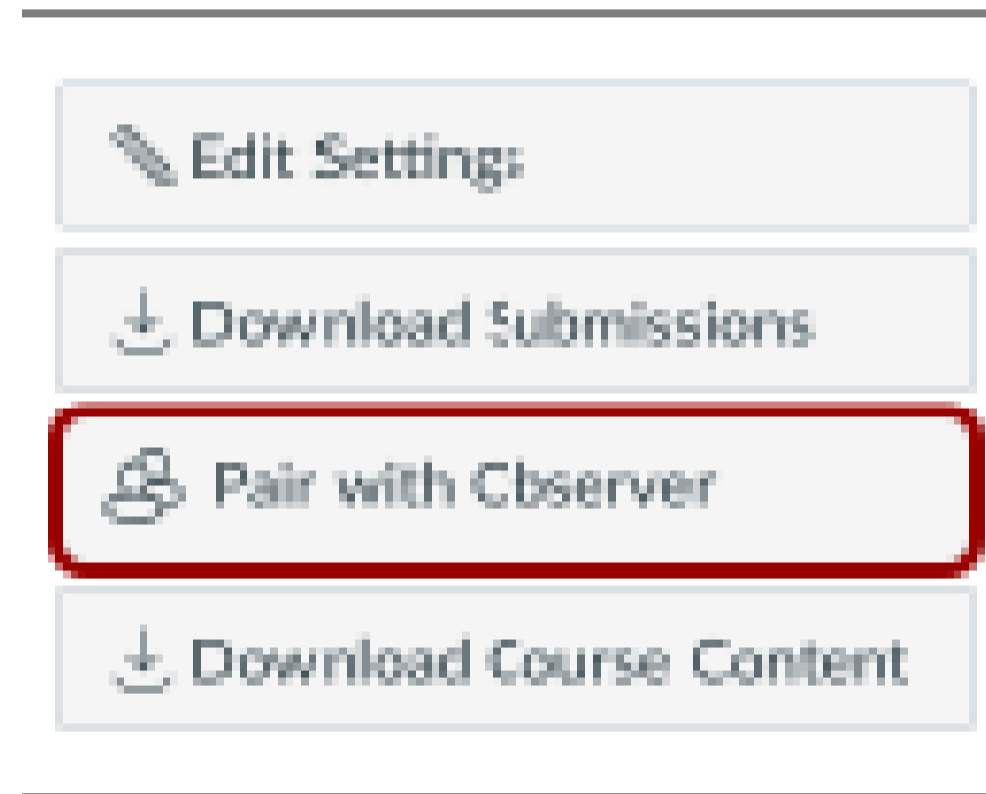 Edit Settings
Download Submissions
Pair with Observer
Download Course Content